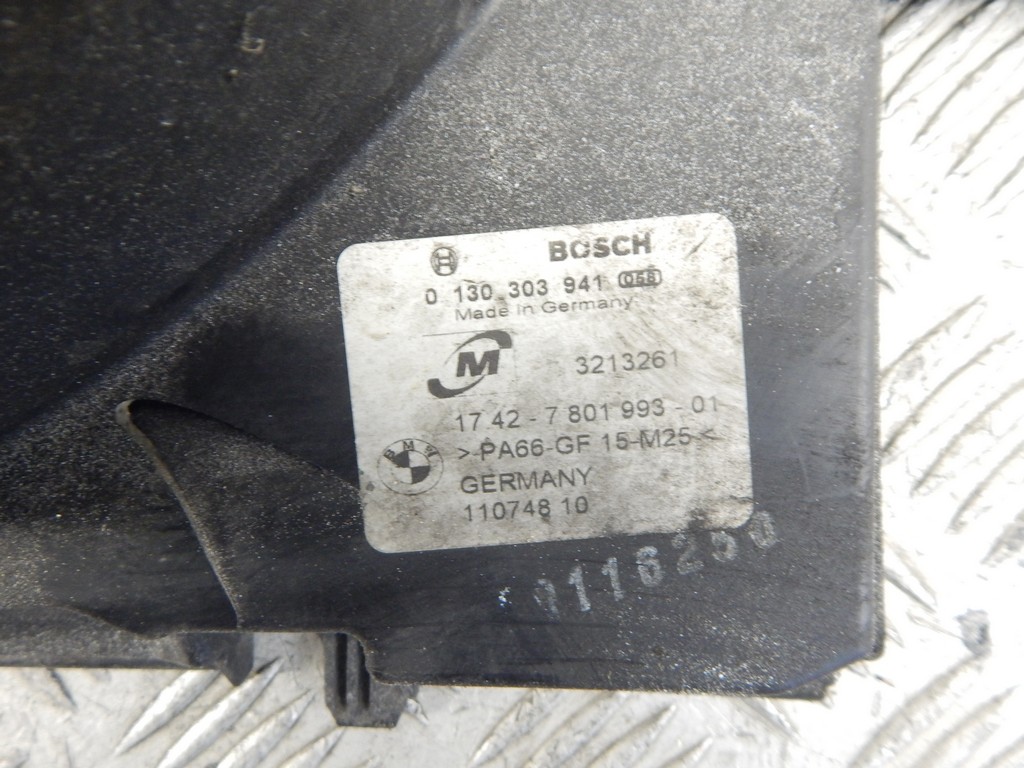 BOSCH
0 130 303 941 058
Made in Germany
M
3213261
17 42 - 7 801 993 - 01
BMW
>PA66-GF 15-M25<
GERMANY
110748 10